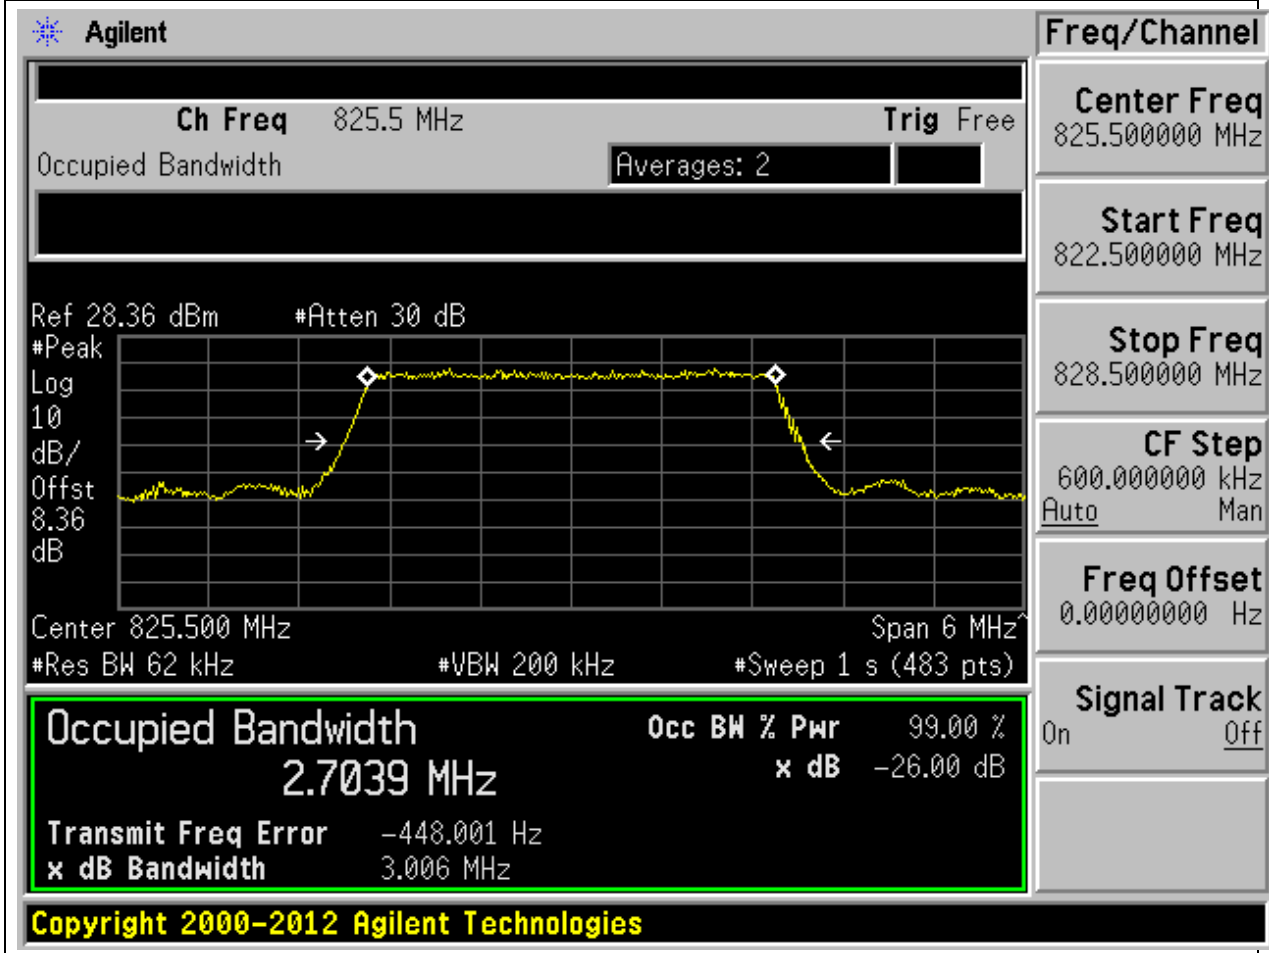 Agilent
Freq/Channel
Ch Freq 825.5 MHz Trig Free
Occupied Bandwidth Averages: 2
Center Freq
825.500000 MHz
Start Freq
822.500000 MHz
Stop Freq
828.500000 MHz
CF Step
600.000000 kHz
Auto Man
Freq Offset
0.00000000 Hz
Signal Track
On Off
Ref 28.36 dBm #Atten 30 dB
#Peak
Log
10
dB/
Offst
8.36
dB
Center 825.500 MHz Span 6 MHz^
#Res BW 62 kHz #VBW 200 kHz #Sweep 1 s (483 pts)
Occupied Bandwidth Occ BW % Pwr 99.00 %
2.7039 MHz x dB -26.00 dB
Transmit Freq Error -448.001 Hz
x dB Bandwidth 3.006 MHz
Copyright 2000-2012 Agilent Technologies